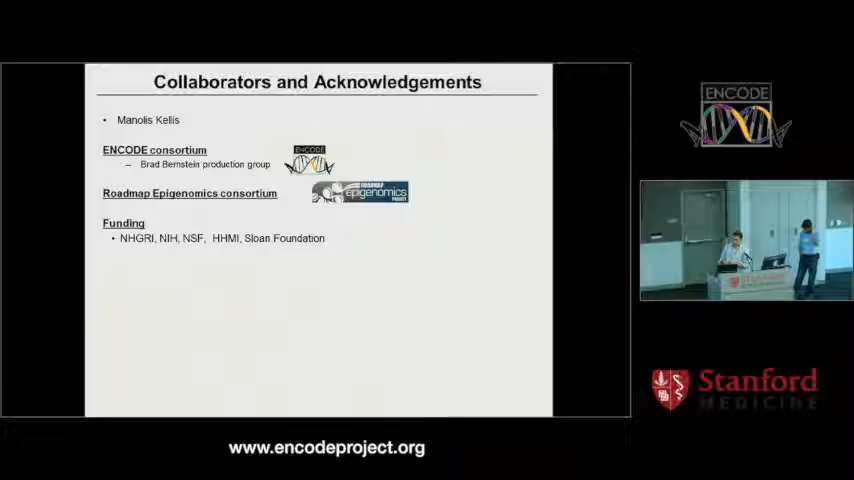 Collaborators and Acknowledgements
• Manolis Kellis
ENCODE consortium
– Brad Bernstein production group
ENCODE
Roadmap Epigenomics consortium
ROADMAP
epigenomics
PROJECT
Funding
• NHGRI, NIH, NSF, HHMI, Sloan Foundation
ENCODE
STANFORD
Stanford
MEDICINE
www.encodeproject.org